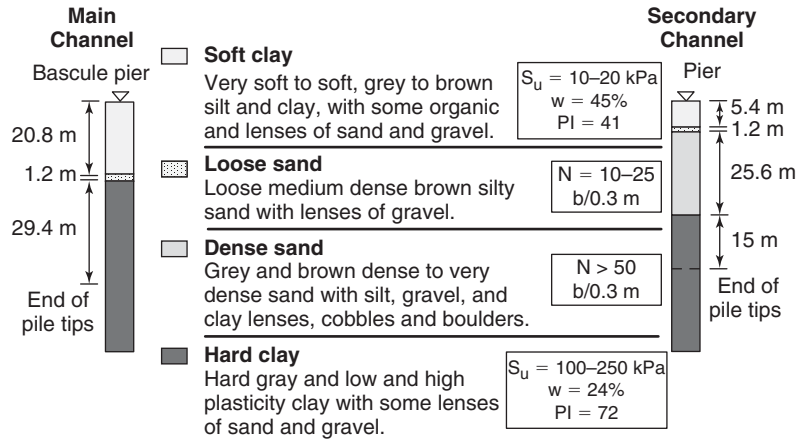 Main
Channel
Bascule pier
20.8 m
1.2 m
29.4 m
End of
pile tips
Soft clay
Very soft to soft, grey to brown
silt and clay, with some organic
and lenses of sand and gravel.
Su = 10–20 kPa
w = 45%
PI = 41
Loose sand
Loose medium dense brown silty
sand with lenses of gravel.
N = 10–25
b/0.3 m
Dense sand
Grey and brown dense to very
dense sand with silt, gravel, and
clay lenses, cobbles and boulders.
N > 50
b/0.3 m
Hard clay
Hard gray and low and high
plasticity clay with some lenses
of sand and gravel.
Su = 100–250 kPa
w = 24%
PI = 72
Secondary
Channel
Pier
5.4 m
1.2 m
25.6 m
15 m
End of
pile tips